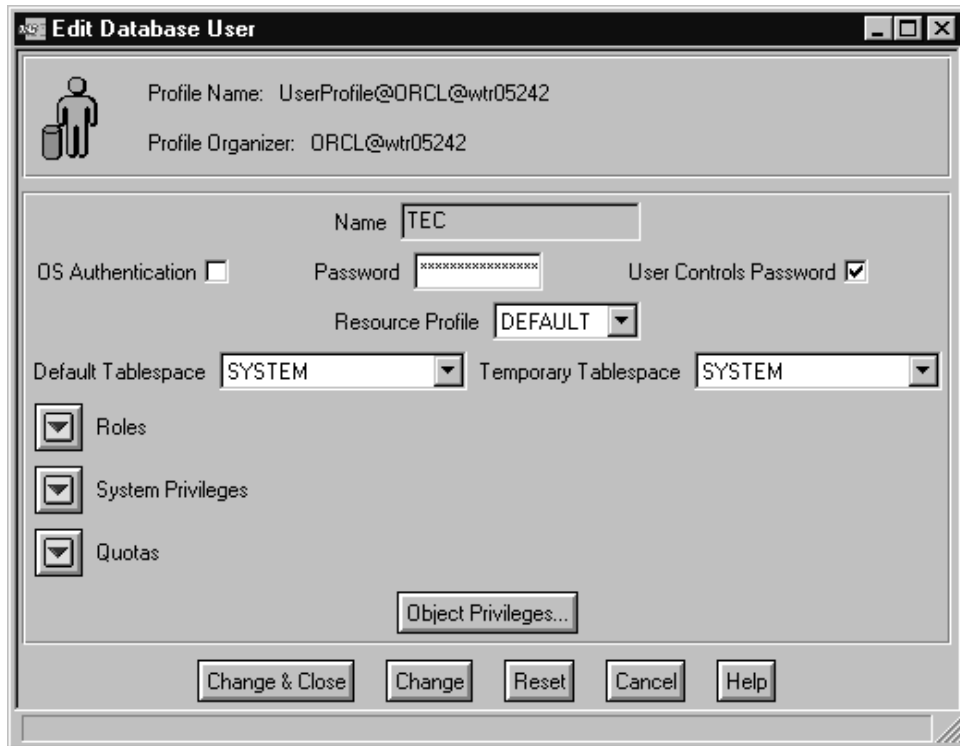 Edit Database User
Profile Name: UserProfile@ORCL@wtr05242
Profile Organizer: ORCL@wtr05242
Name TEC
OS Authentication Password **************** User Controls Password
Resource Profile DEFAULT
Default Tablespace SYSTEM Temporary Tablespace SYSTEM
Roles
System Privileges
Quotas
Object Privileges...
Change & Close Change Reset Cancel Help